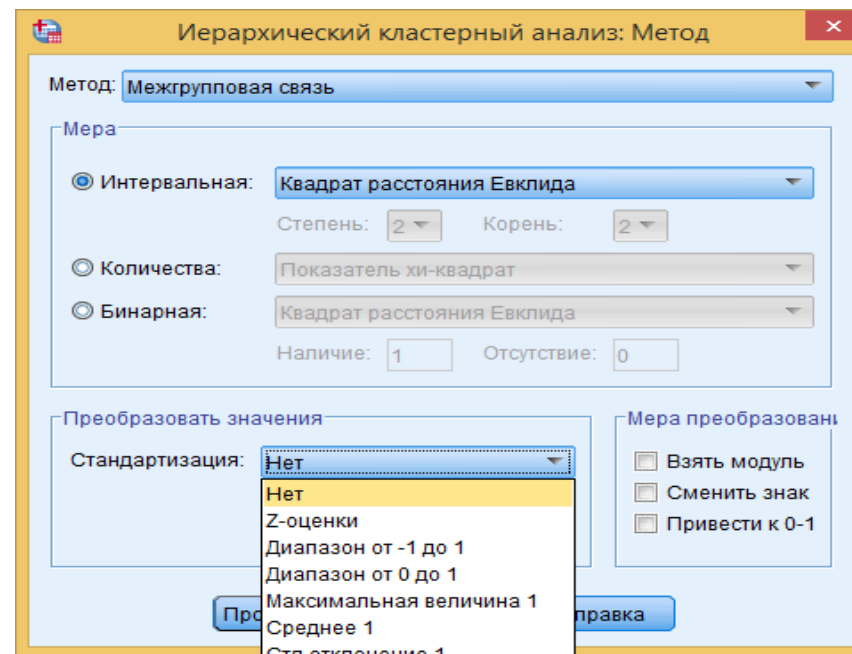 Иерархический кластерный анализ: Метод
Метод: Межгрупповая связь
Мера
Интервальная: Квадрат расстояния Евклида
Степень: 2 Корень: 2
Количества: Показатель хи-квадрат
Бинарная: Квадрат расстояния Евклида
Наличие: 1 Отсутствие: 0
Преобразовать значения
Стандартизация: Нет
Нет
Z-оценки
Диапазон от -1 до 1
Диапазон от 0 до 1
Максимальная величина 1
Среднее 1
Мера преобразовани
Взять модуль
Сменить знак
Привести к 0-1
Про
правка